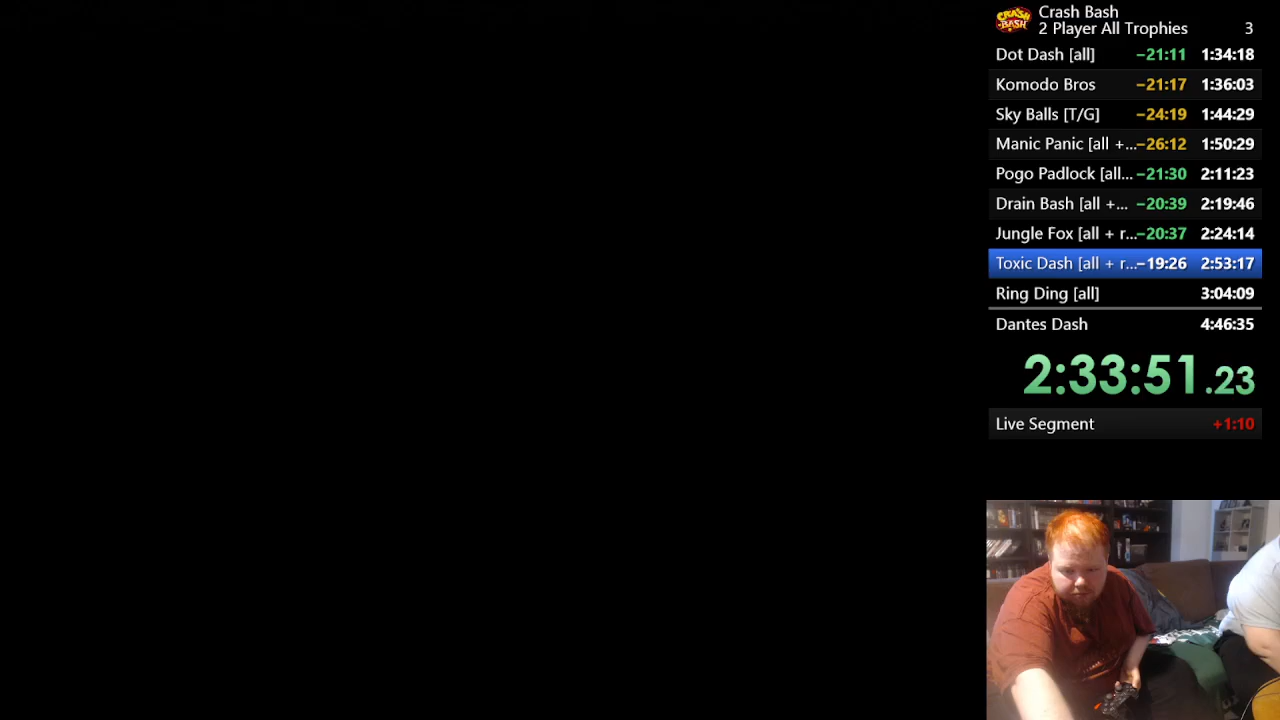 CRASH BASH
Crash Bash
2 Player All Trophies 3
Dot Dash [all] −21:11 1:34:18
Komodo Bros −21:17 1:36:03
Sky Balls [T/G] −24:19 1:44:29
Manic Panic [all +... −26:12 1:50:29
Pogo Padlock [all... −21:30 2:11:23
Drain Bash [all +... −20:39 2:19:46
Jungle Fox [all + r... −20:37 2:24:14
Toxic Dash [all + r... −19:26 2:53:17
Ring Ding [all] 3:04:09
Dantes Dash 4:46:35
2:33:51.23
Live Segment +1:10